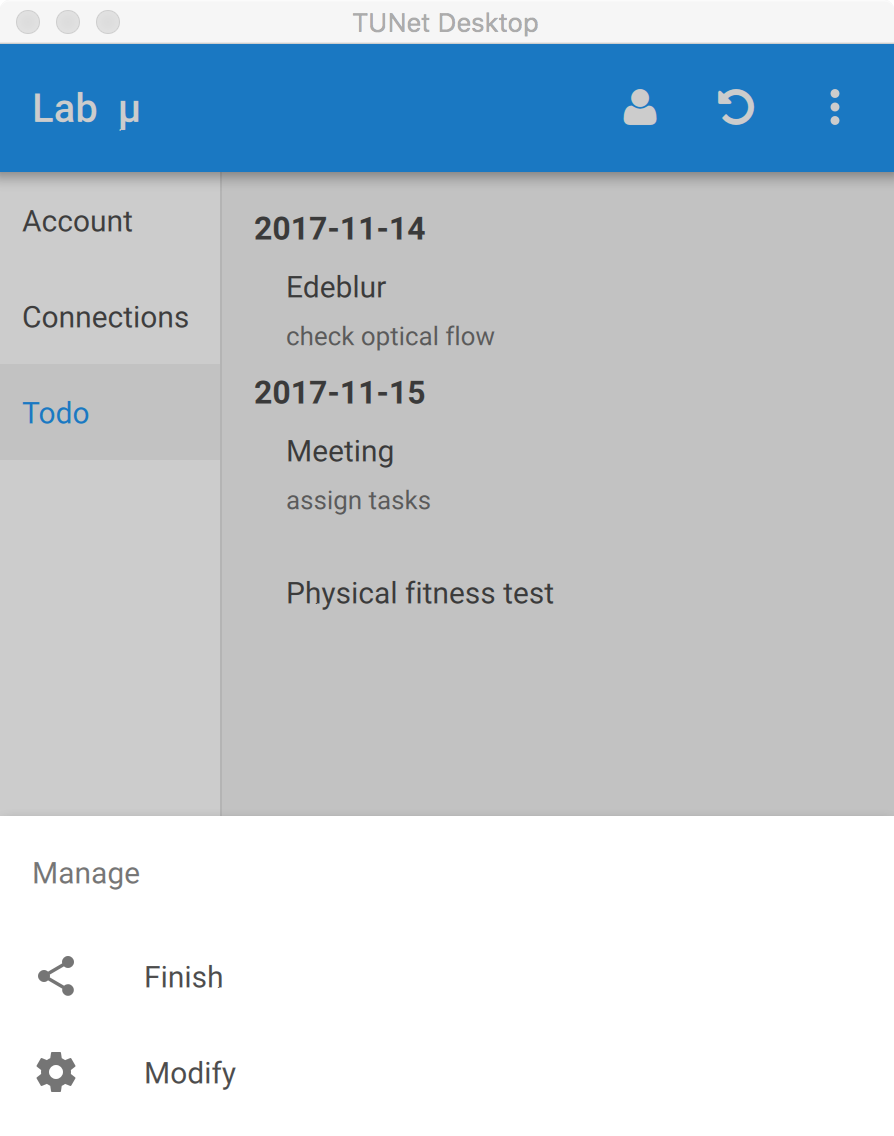 TUNet Desktop
Lab μ
Account
Connections
Todo
2017-11-14
Edeblur
check optical flow
2017-11-15
Meeting
assign tasks
Physical fitness test
Manage
Finish
Modify